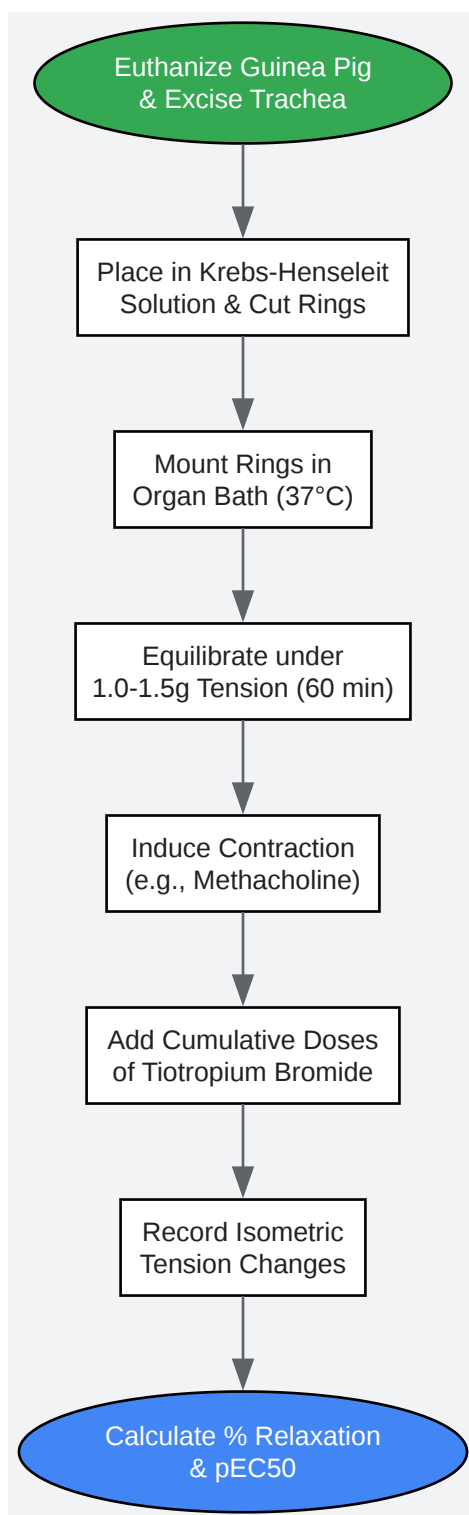 Euthanize Guinea Pig
& Excise Trachea
Place in Krebs-Henseleit
Solution & Cut Rings
Mount Rings in
Organ Bath (37°C)
Equilibrate under
1.0-1.5g Tension (60 min)
Induce Contraction
(e.g., Methacholine)
Add Cumulative Doses
of Tiotropium Bromide
Record Isometric
Tension Changes
Calculate % Relaxation
& pEC50